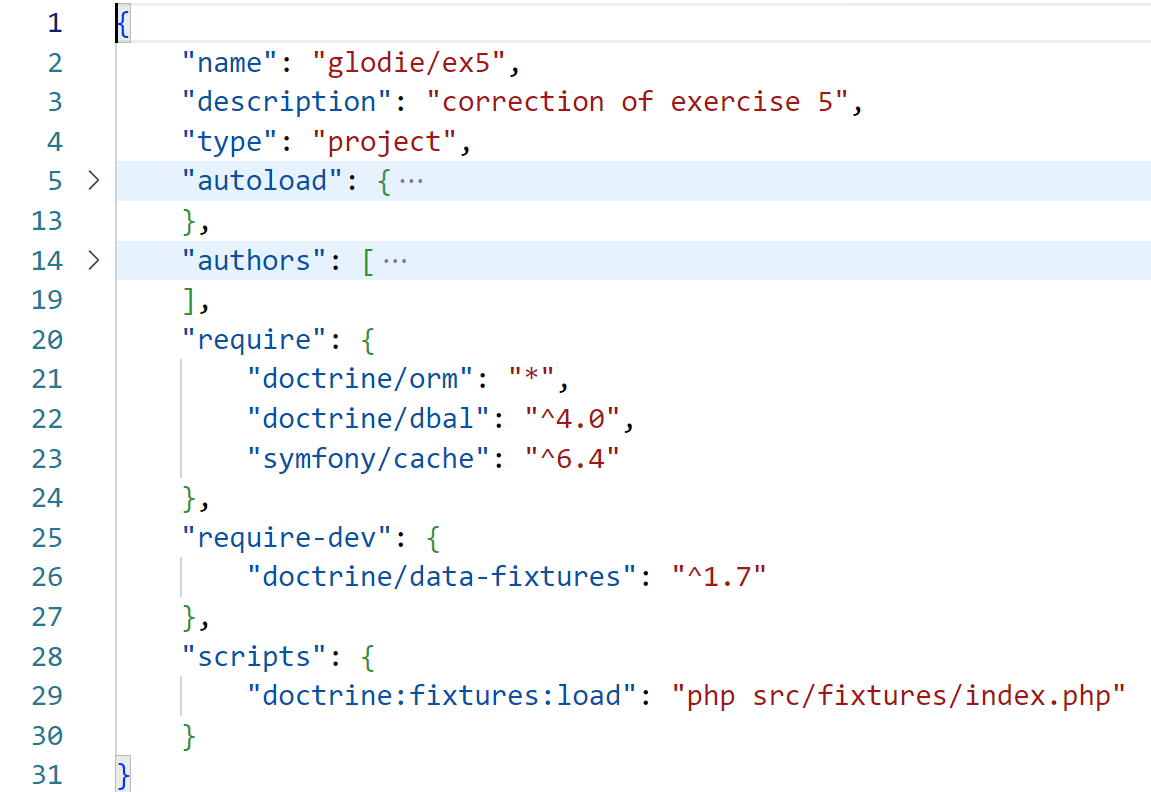 1 {
2     "name": "glodie/ex5",
3     "description": "correction of exercise 5",
4     "type": "project",
5 >     "autoload": { ···
13     },
14 >     "authors": [ ···
19     ],
20     "require": {
21         "doctrine/orm": "*",
22         "doctrine/dbal": "^4.0",
23         "symfony/cache": "^6.4"
24     },
25     "require-dev": {
26         "doctrine/data-fixtures": "^1.7"
27     },
28     "scripts": {
29         "doctrine:fixtures:load": "php src/fixtures/index.php"
30     }
31 }